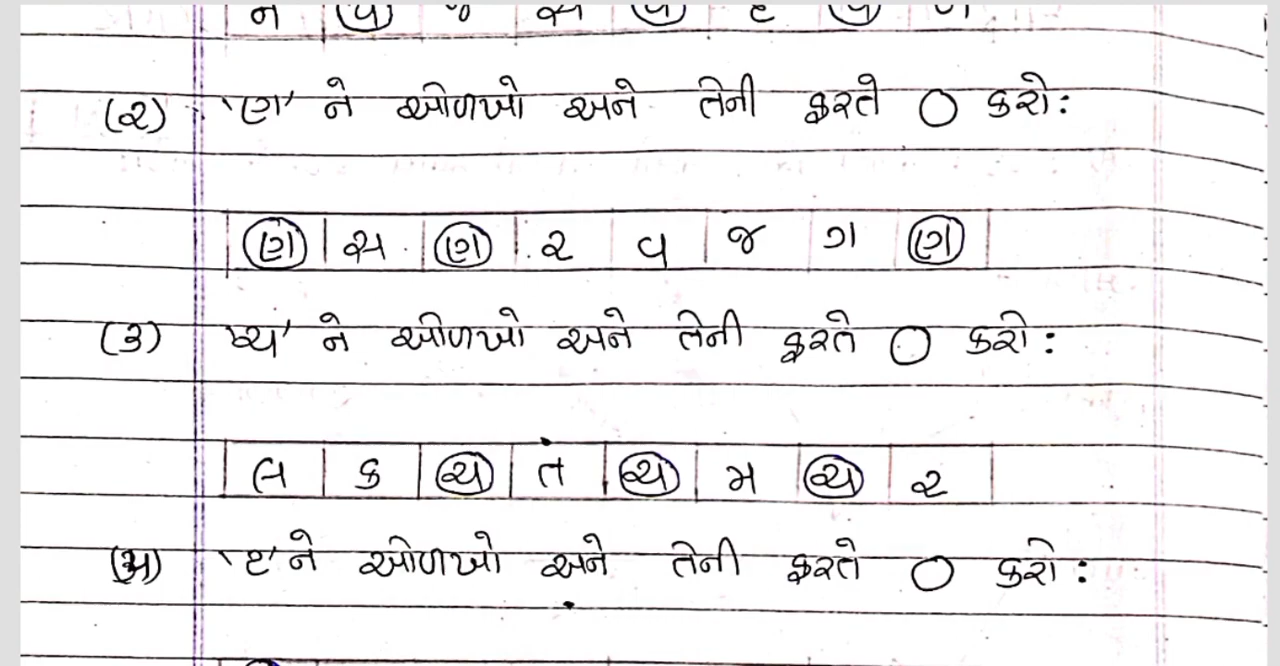 (૨) 'ણ' ને ઓળખો અને તેની ફરતે O કરો:
ણ સ ણ ર વ જ ગ ણ
(૩) 'ચ' ને ઓળખો અને તેની ફરતે O કરો:
લ ક ચ ત ચ મ ચ ર
(૪) 'ટ' ને ઓળખો અને તેની ફરતે O કરો: